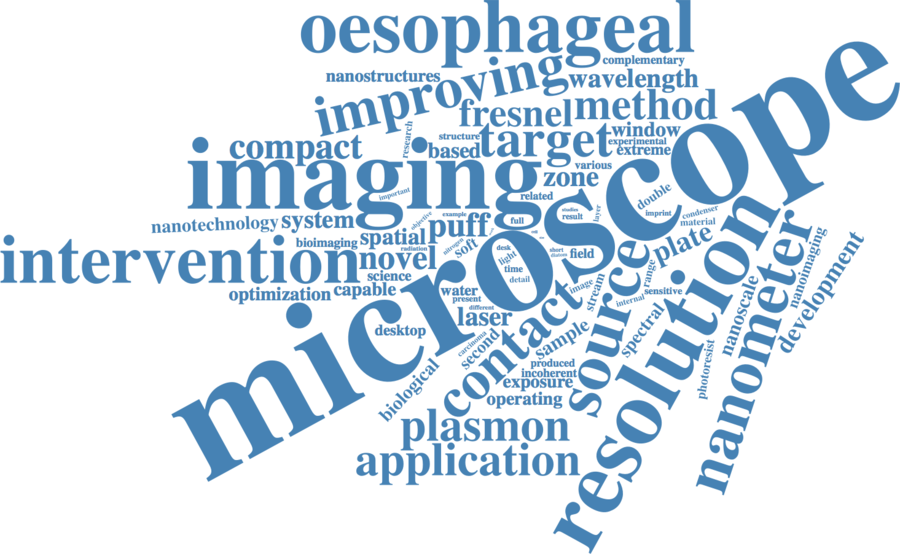 oesophageal
complementary
nanostructures
improving
wavelength
fresnel
method
research
structure
target
window
experimental
compact
based
extreme
imaging
various
zone
important
related
double
nanotechnology
system
objective
example
puff
full
studies
result
layer
imprint
condenser
material
microscope
intervention
bioimaging
spatial
radiation
novel
nitrogen
soft
desk
light
time
detail
short
field
plate
science
optimization
capable
water
present
different
image
stream
source
range
internal
sensitive
resolution
nanometer
nanoimaging
nanoscale
development
desktop
laser
contact
spectral
carcinoma
second
sample
biological
produced
incoherent
exposure
operating
photoresist
plasmon
application